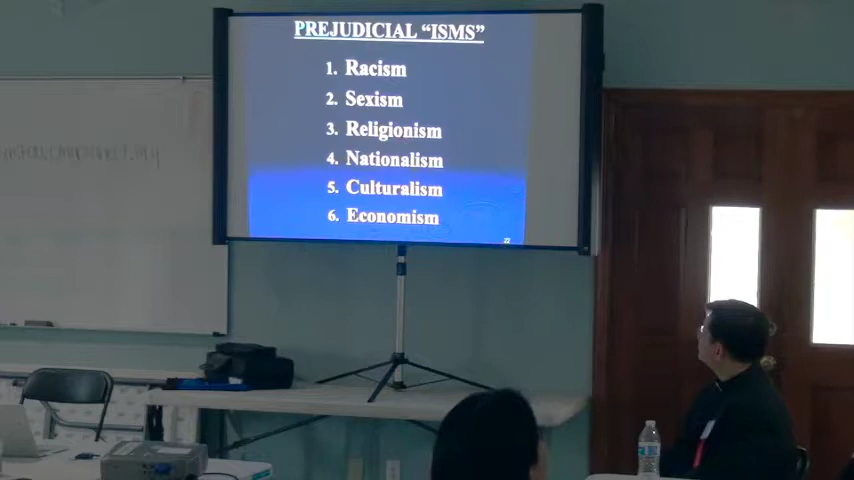 PREJUDICIAL "ISMS"
1. Racism
2. Sexism
3. Religionism
4. Nationalism
5. Culturalism
6. Economism